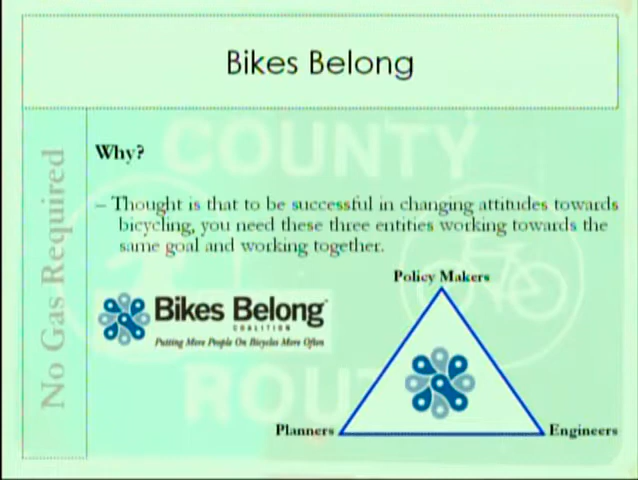 Bikes Belong
No Gas Required
COUNTY
Why?
– Thought is that to be successful in changing attitudes towards
bicycling, you need these three entities working towards the
same goal and working together.
Policy Makers
Bikes Belong
COALITION
Putting More People On Bicycles More Often
ROUTE
Planners
Engineers